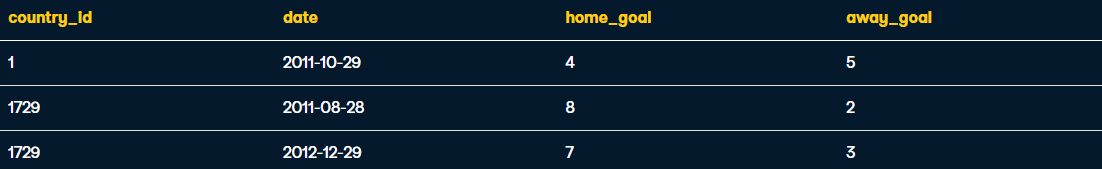 country_id date home_goal away_goal
1 2011-10-29 4 5
1729 2011-08-28 8 2
1729 2012-12-29 7 3